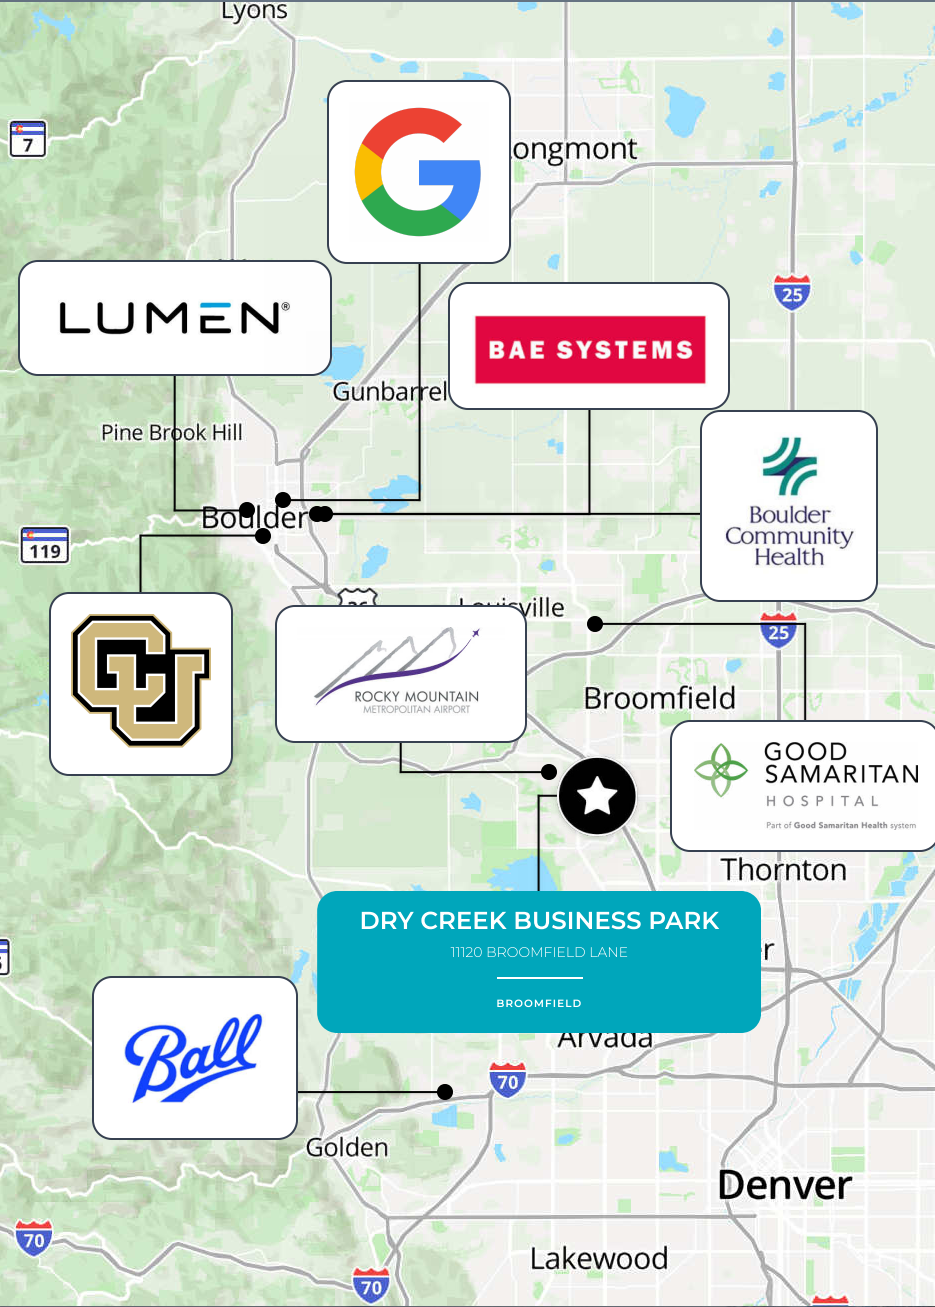 Lyons
7
ongmont
25
LUMEN®
BAE SYSTEMS
Gunbarrel
Pine Brook Hill
Boulder
Community
Health
Boulder
119
CU
Louisville
25
ROCKY MOUNTAIN
METROPOLITAN AIRPORT
Broomfield
GOOD
SAMARITAN
HOSPITAL
Part of Good Samaritan Health system
Thornton
DRY CREEK BUSINESS PARK
11120 BROOMFIELD LANE
BROOMFIELD
r
Arvada
Ball
70
Golden
Denver
70
Lakewood
70